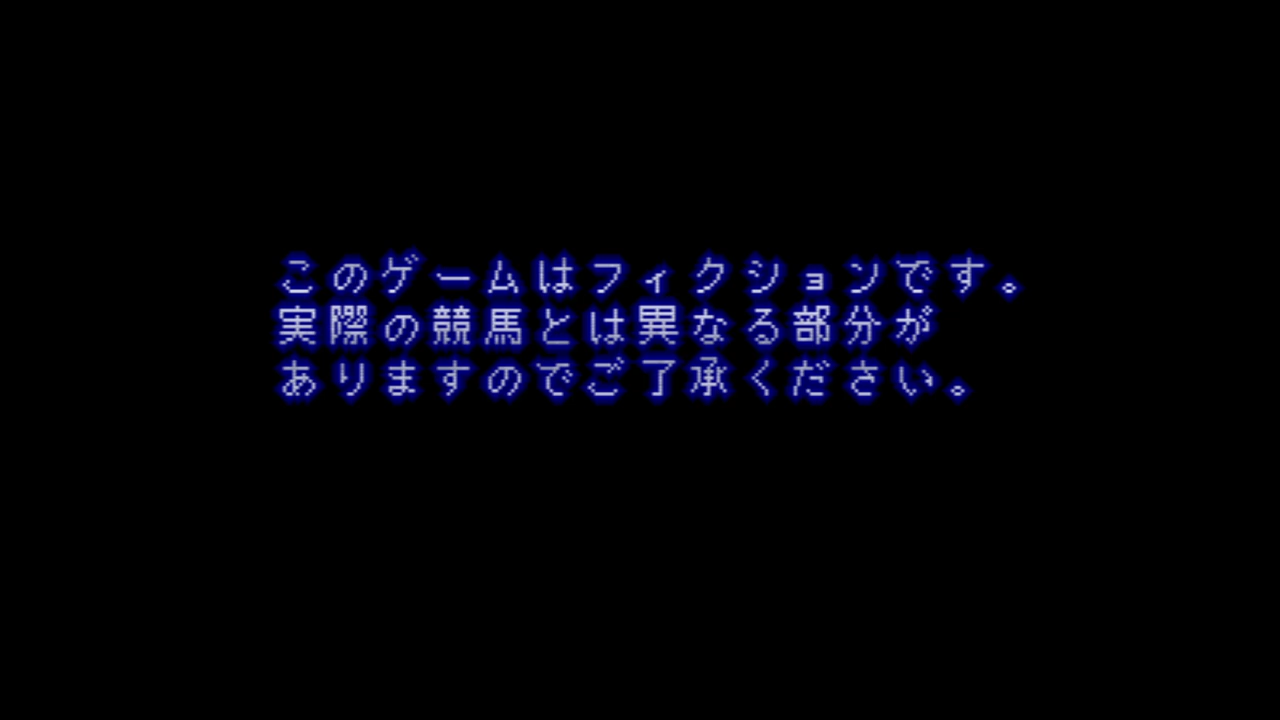 このゲームはフィクションです。
実際の競馬とは異なる部分が
ありますのでご了承ください。